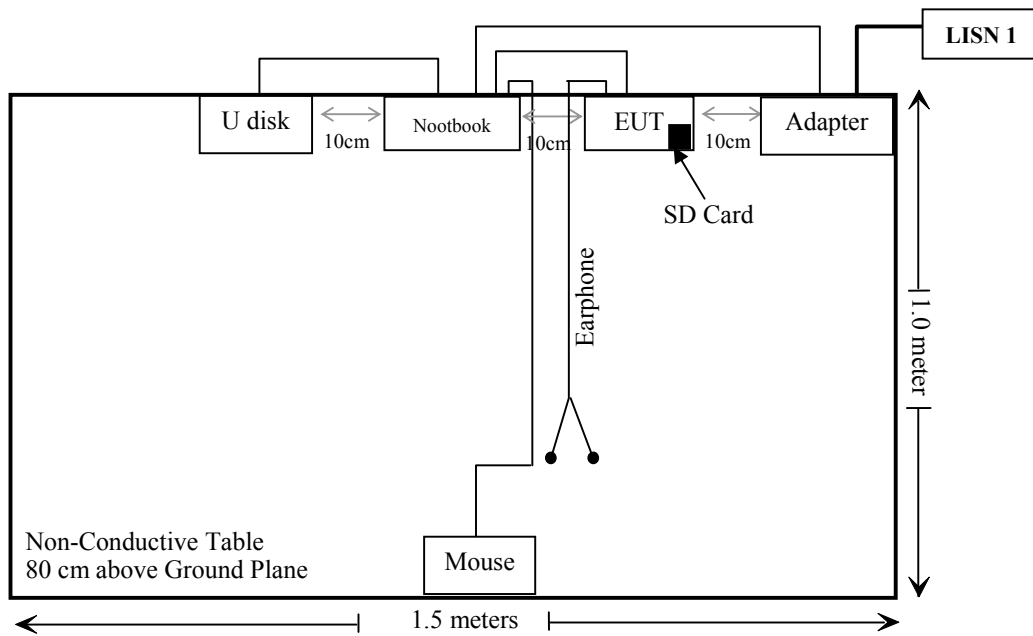 LISN 1
U disk
10cm
Nootbook
10cm
EUT
10cm
Adapter
SD Card
Earphone
1.0 meter
Non-Conductive Table
80 cm above Ground Plane
Mouse
1.5 meters